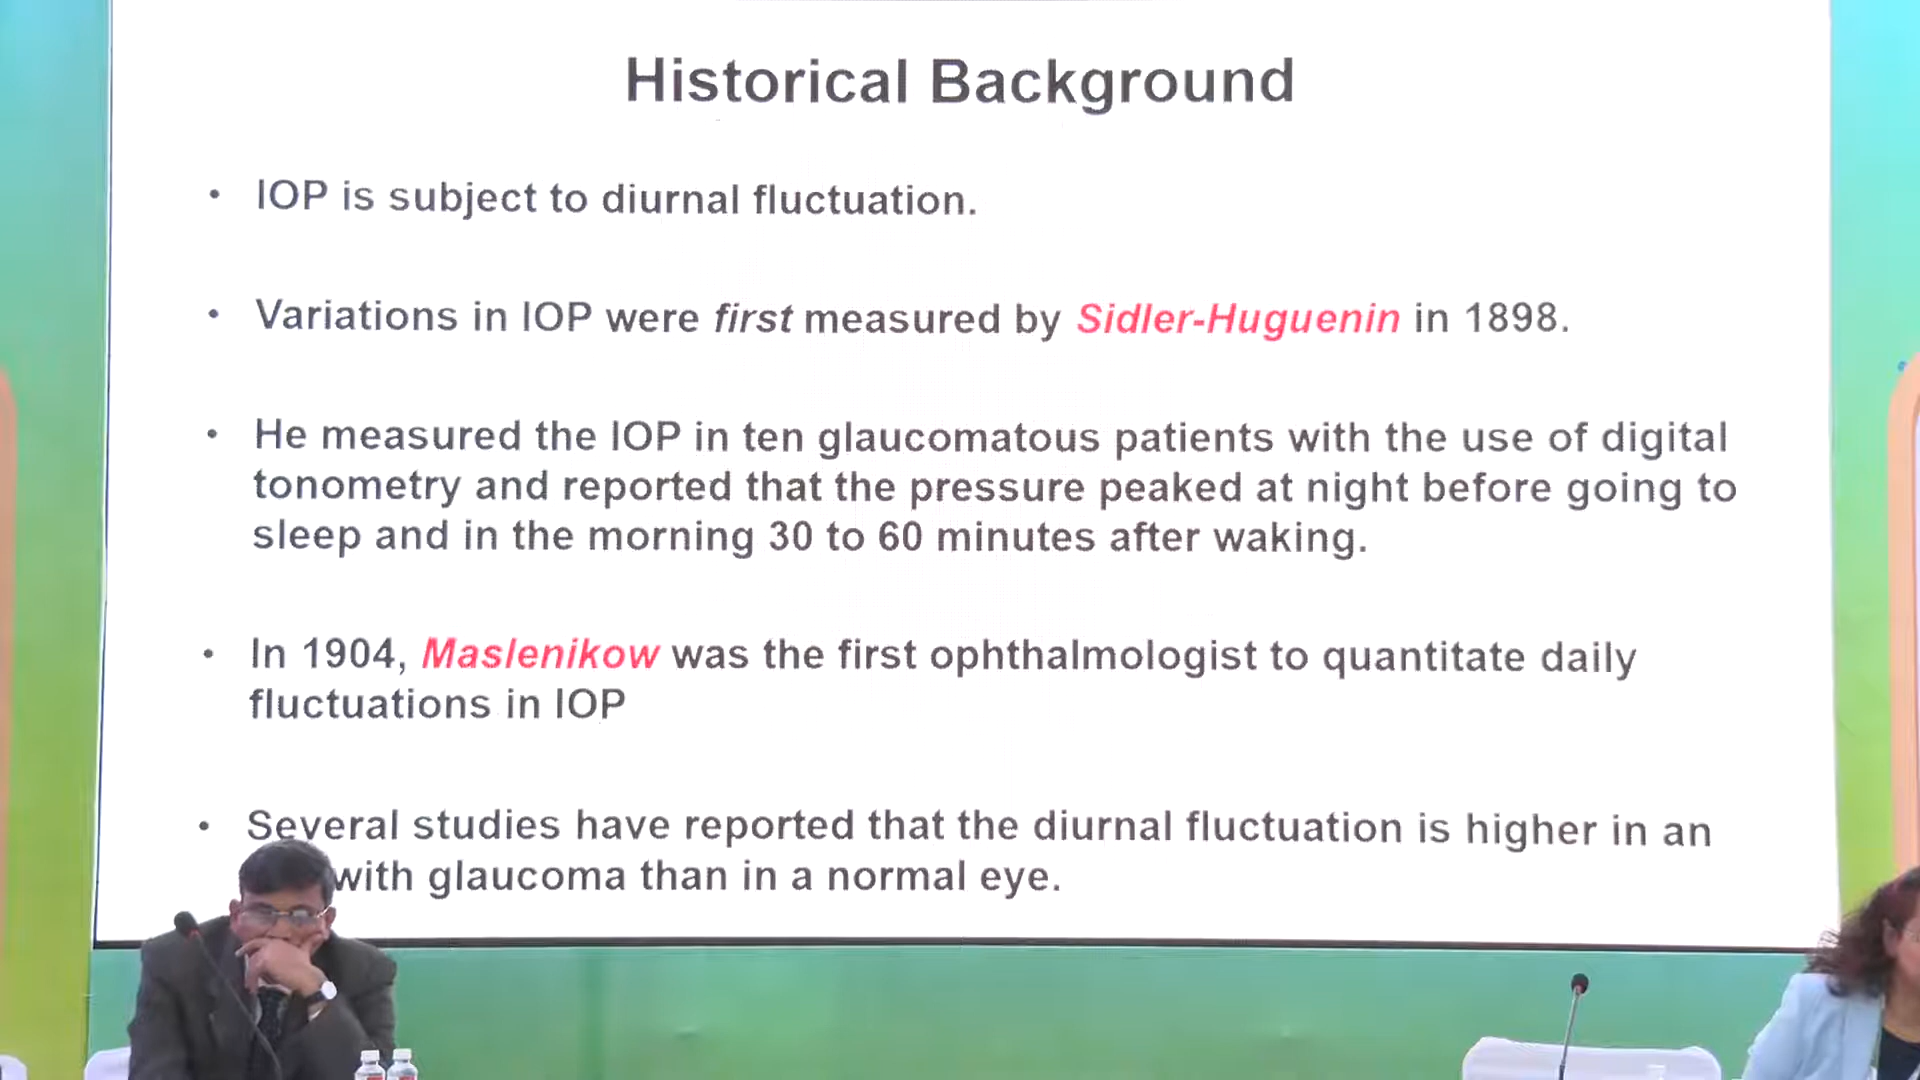 Historical Background
• IOP is subject to diurnal fluctuation.
• Variations in IOP were first measured by Sidler-Huguenin in 1898.
• He measured the IOP in ten glaucomatous patients with the use of digital
tonometry and reported that the pressure peaked at night before going to
sleep and in the morning 30 to 60 minutes after waking.
• In 1904, Maslenikow was the first ophthalmologist to quantitate daily
fluctuations in IOP
• Several studies have reported that the diurnal fluctuation is higher in an
with glaucoma than in a normal eye.